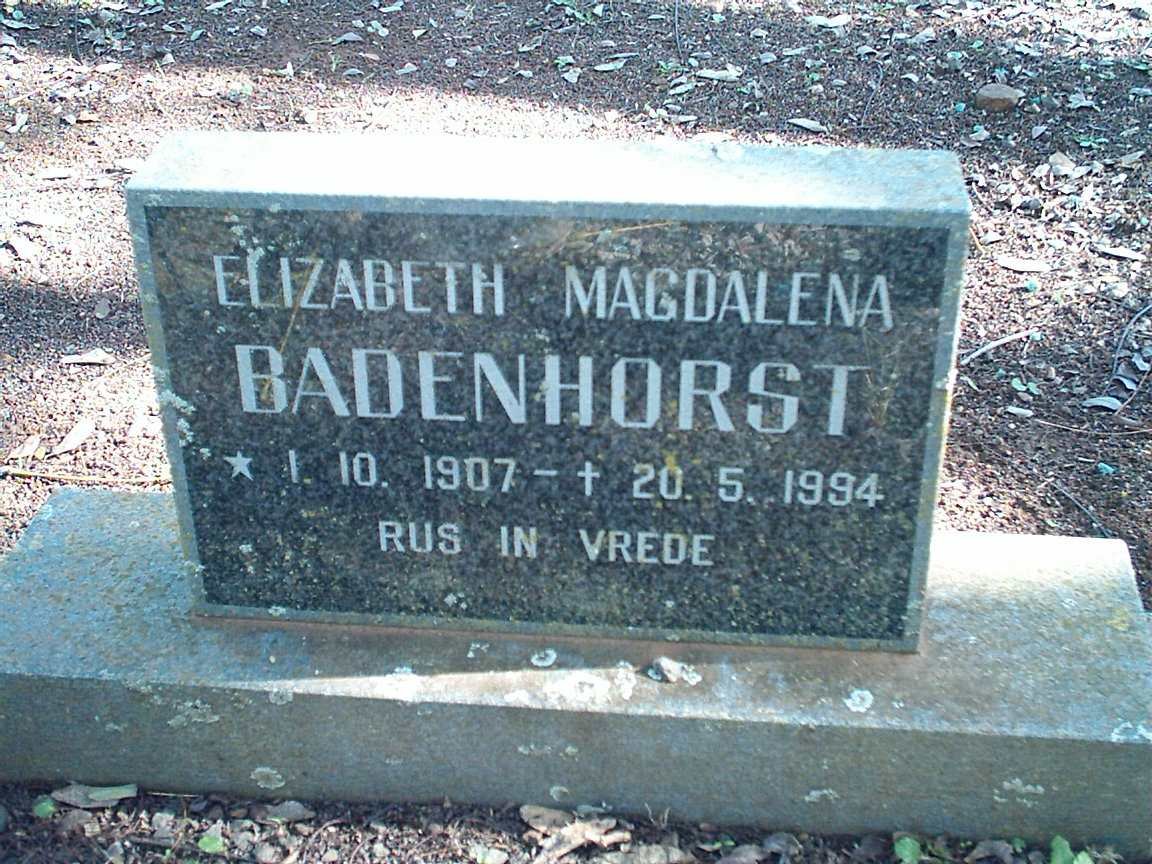 ELIZABETH MAGDALENA
BADENHORST
★ 1. 10. 1907 – † 20. 5. 1994
RUS IN VREDE